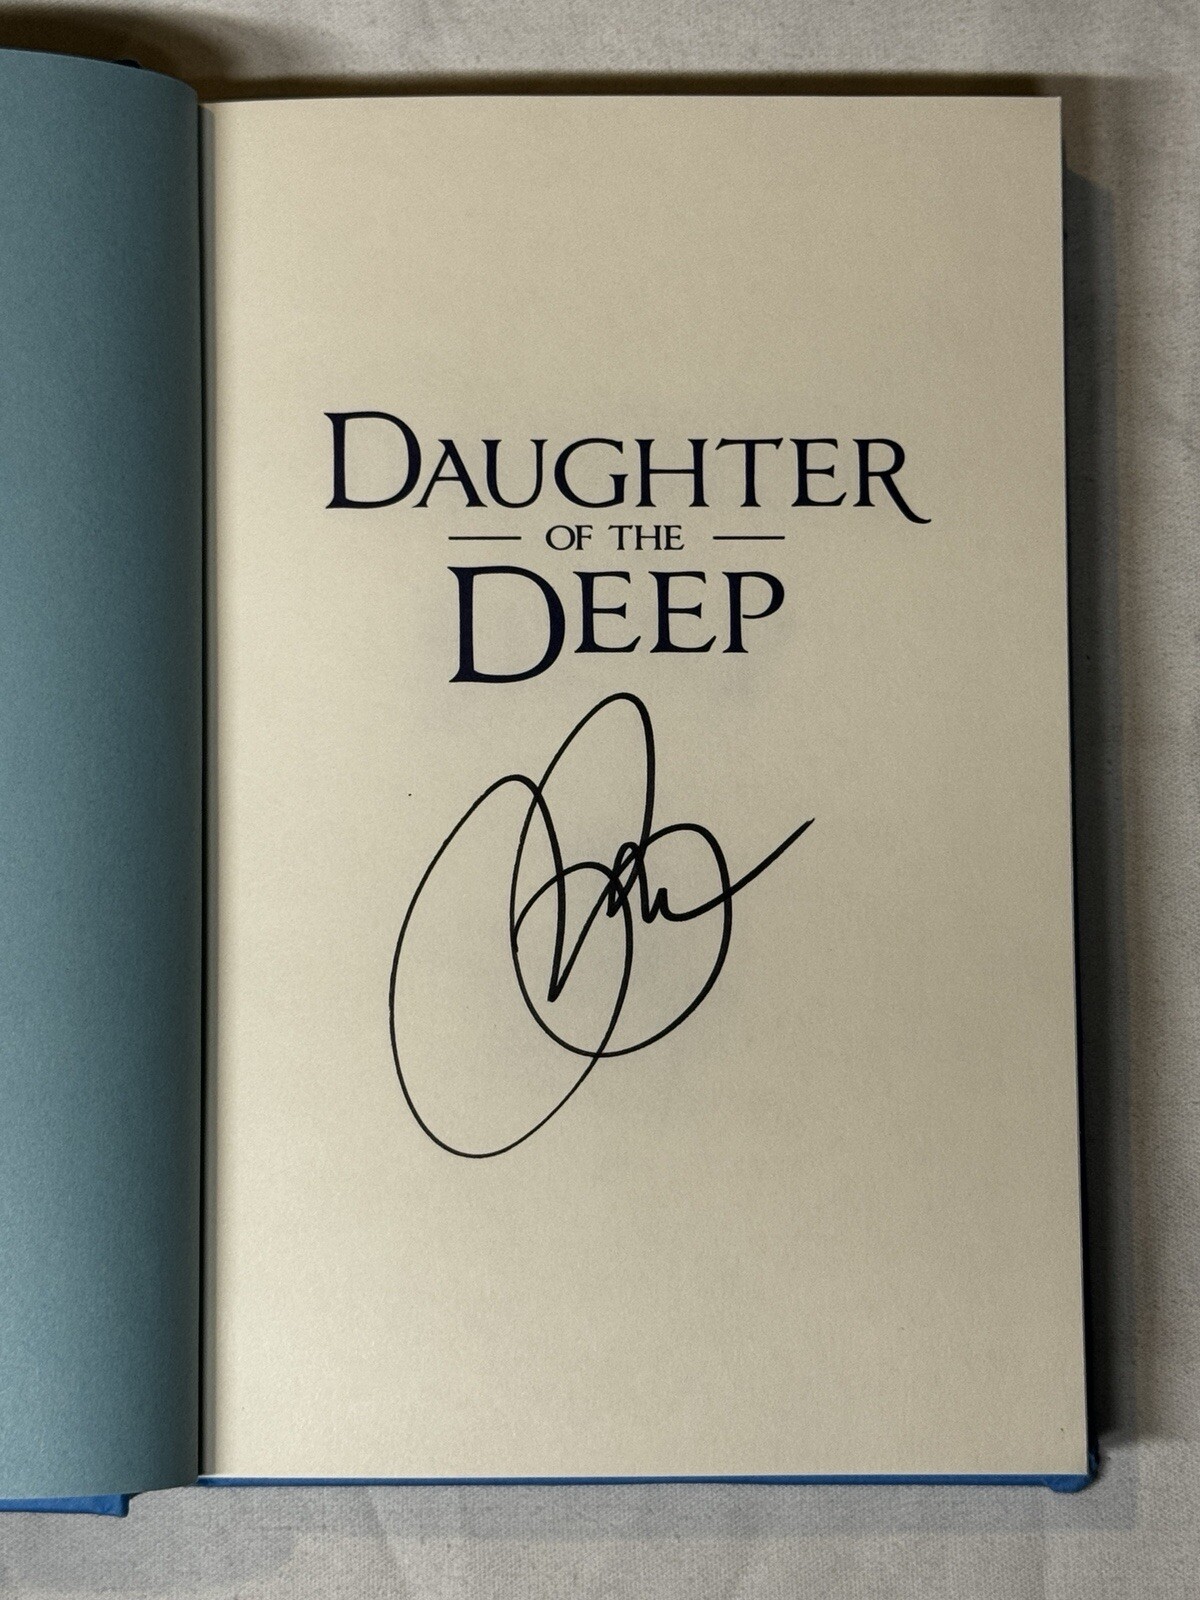 DAUGHTER
OF THE
DEEP